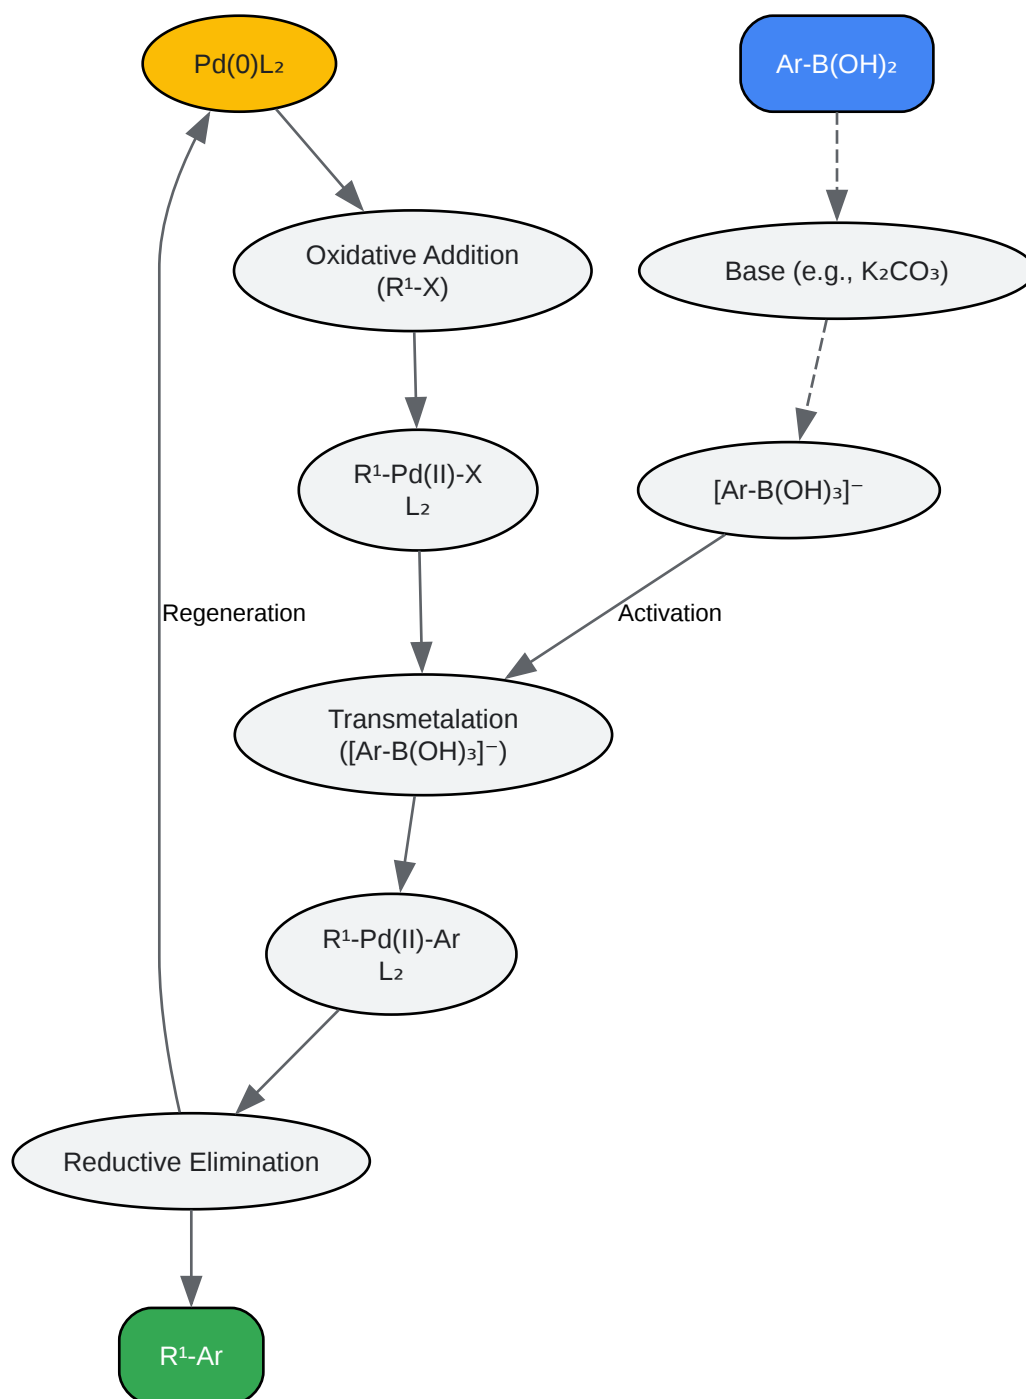 Pd(0)L₂
Ar-B(OH)₂
Oxidative Addition
(R¹-X)
Base (e.g., K₂CO₃)
R¹-Pd(II)-X
L₂
[Ar-B(OH)₃]⁻
Regeneration
Activation
Transmetalation
([Ar-B(OH)₃]⁻)
R¹-Pd(II)-Ar
L₂
Reductive Elimination
R¹-Ar